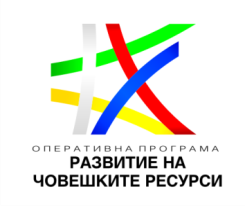 ОПЕРАТИВНА ПРОГРАМА
РАЗВИТИЕ НА
ЧОВЕШКИТЕ РЕСУРСИ